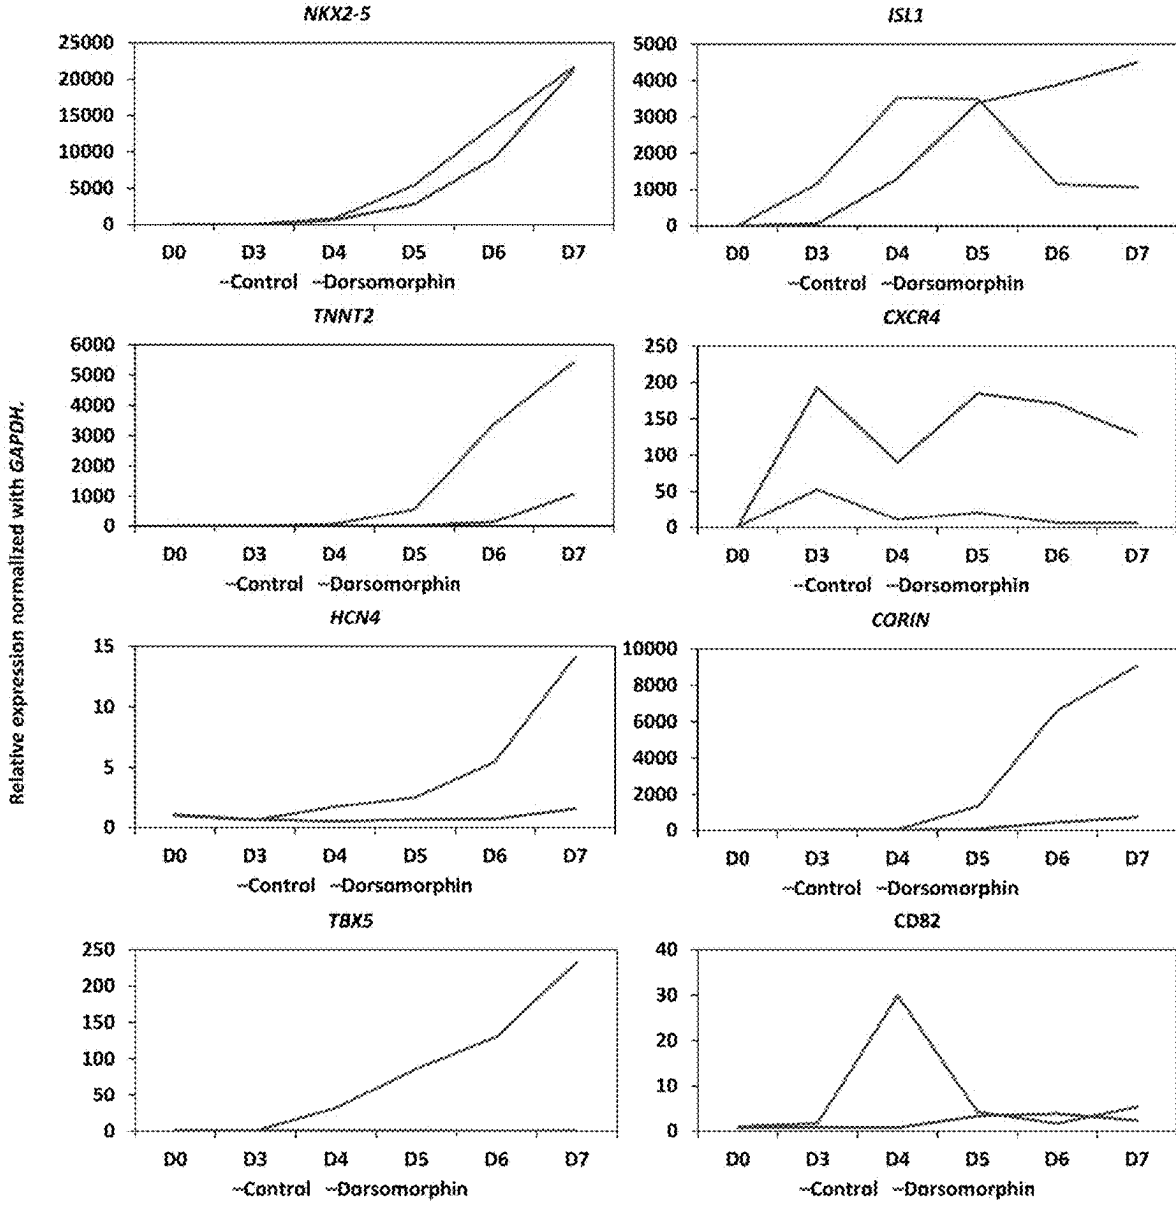 NKX2-5
25000
20000
15000
10000
5000
0
D0 D3 D4 D5 D6 D7
Control Dorsomorphin
ISL1
5000
4000
3000
2000
1000
0
D0 D3 D4 D5 D6 D7
Control Dorsomorphin
Relative expression normalized with GAPDH.
TNNT2
6000
5000
4000
3000
2000
1000
0
D0 D3 D4 D5 D6 D7
Control Dorsomorphin
CXCR4
250
200
150
100
50
0
D0 D3 D4 D5 D6 D7
Control Dorsomorphin
HCN4
15
10
5
0
D0 D3 D4 D5 D6 D7
Control Dorsomorphin
CORIN
10000
8000
6000
4000
2000
0
D0 D3 D4 D5 D6 D7
Control Dorsomorphin
TBX5
250
200
150
100
50
0
D0 D3 D4 D5 D6 D7
Control Dorsomorphin
CD82
40
30
20
10
0
D0 D3 D4 D5 D6 D7
Control Dorsomorphin